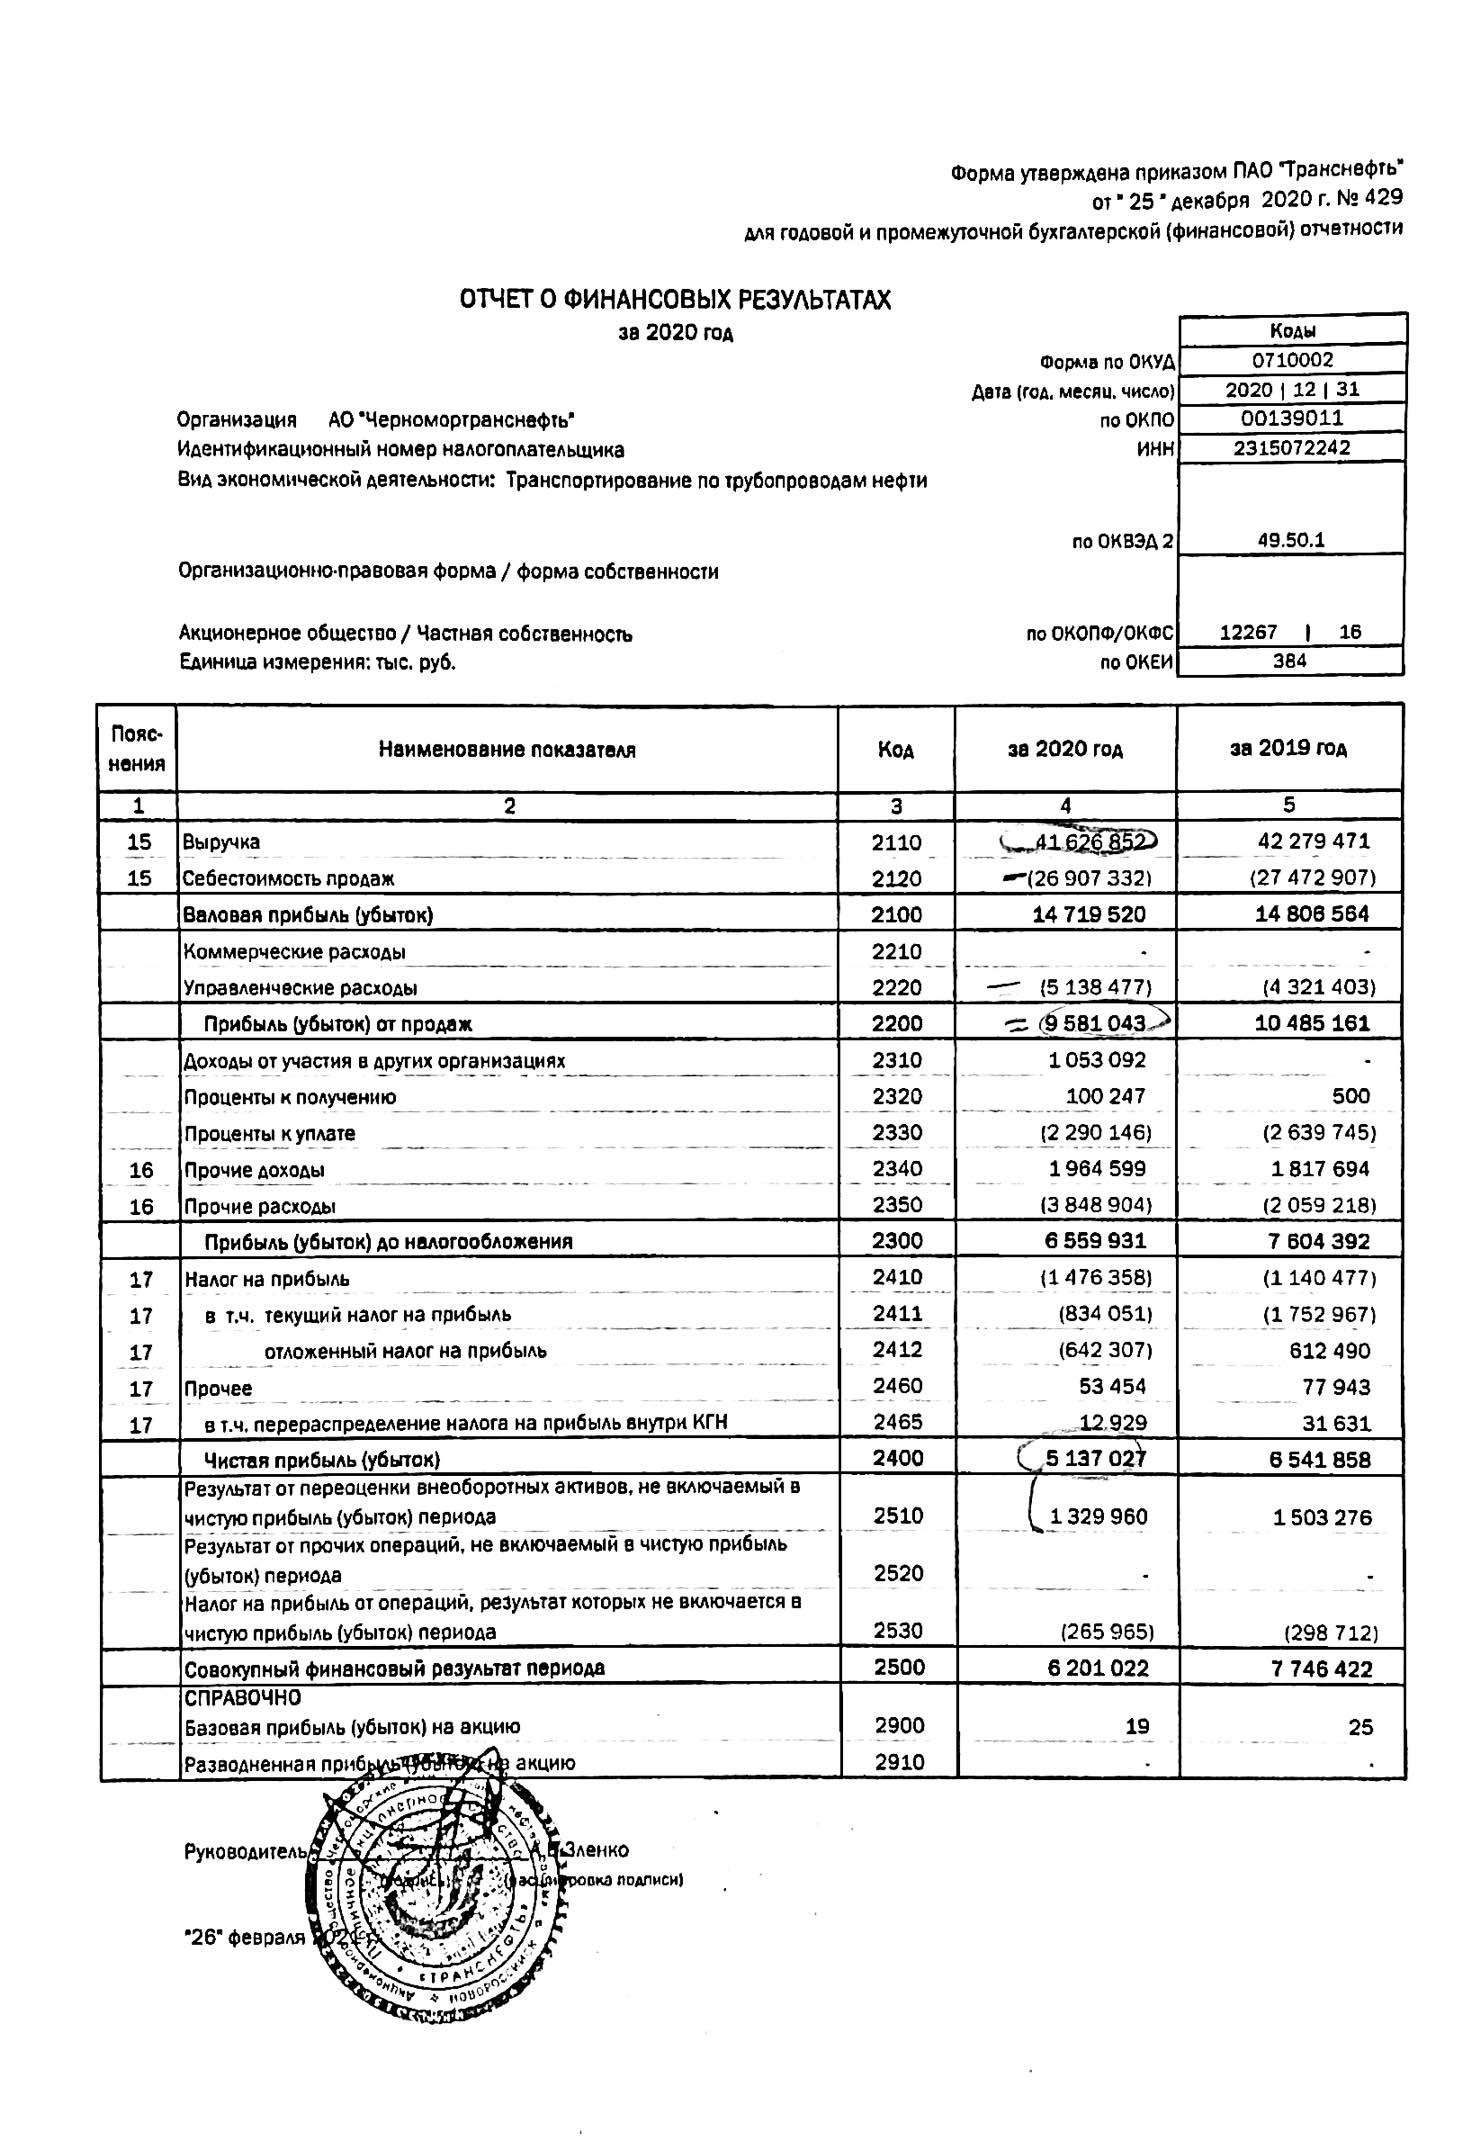 Форма утверждена приказом ПАО "Транснефть"
от " 25 " декабря 2020 г. № 429
для годовой и промежуточной бухгалтерской (финансовой) отчетности
ОТЧЕТ О ФИНАНСОВЫХ РЕЗУЛЬТАТАХ
за 2020 год
Коды
Форма по ОКУД 0710002
Дата (год, месяц, число) 2020 | 12 | 31
Организация АО "Черномортранснефть" по ОКПО 00139011
Идентификационный номер налогоплательщика ИНН 2315072242
Вид экономической деятельности: Транспортирование по трубопроводам нефти
по ОКВЭД 2 49.50.1
Организационно-правовая форма / форма собственности
Акционерное общество / Частная собственность по ОКОПФ/ОКФС 12267 | 16
Единица измерения: тыс. руб. по ОКЕИ 384
Пояс-
нения Наименование показателя Код за 2020 год за 2019 год
1 2 3 4 5
15 Выручка 2110 41 626 852 42 279 471
15 Себестоимость продаж 2120 (26 907 332) (27 472 907)
Валовая прибыль (убыток) 2100 14 719 520 14 806 564
Коммерческие расходы 2210 - -
Управленческие расходы 2220 (5 138 477) (4 321 403)
Прибыль (убыток) от продаж 2200 = 9 581 043 10 485 161
Доходы от участия в других организациях 2310 1 053 092 -
Проценты к получению 2320 100 247 500
Проценты к уплате 2330 (2 290 146) (2 639 745)
16 Прочие доходы 2340 1 964 599 1 817 694
16 Прочие расходы 2350 (3 848 904) (2 059 218)
Прибыль (убыток) до налогообложения 2300 6 559 931 7 604 392
17 Налог на прибыль 2410 (1 476 358) (1 140 477)
17 в т.ч. текущий налог на прибыль 2411 (834 051) (1 752 967)
17 отложенный налог на прибыль 2412 (642 307) 612 490
17 Прочее 2460 53 454 77 943
17 в т.ч. перераспределение налога на прибыль внутри КГН 2465 12 929 31 631
Чистая прибыль (убыток) 2400 5 137 027 6 541 858
Результат от переоценки внеоборотных активов, не включаемый в
чистую прибыль (убыток) периода 2510 1 329 960 1 503 276
Результат от прочих операций, не включаемый в чистую прибыль
(убыток) периода 2520 - -
Налог на прибыль от операций, результат которых не включается в
чистую прибыль (убыток) периода 2530 (265 965) (298 712)
Совокупный финансовый результат периода 2500 6 201 022 7 746 422
СПРАВОЧНО
Базовая прибыль (убыток) на акцию 2900 19 25
Разводненная прибыль (убыток) на акцию 2910 - -
Руководитель Зленко
(расшифровка подписи)
"26" февраля
"ТРАНСНЕФТЬ"
НОВОРОССИЙСК